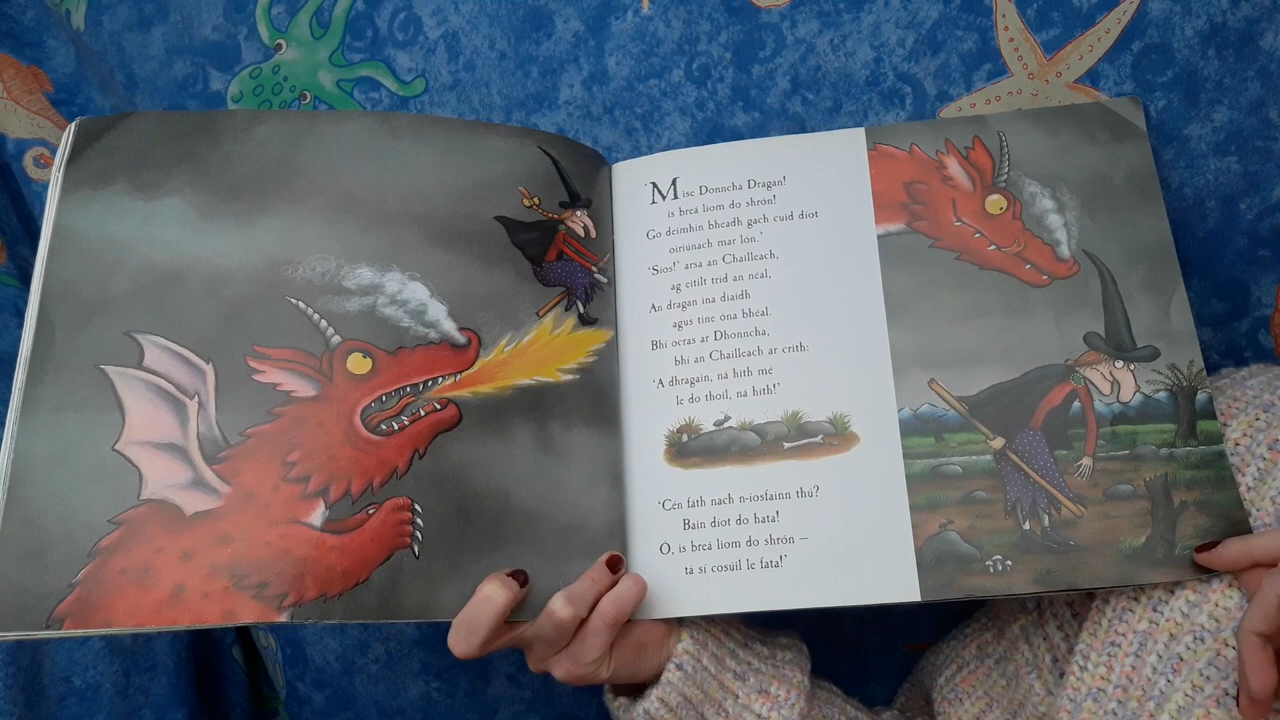 'Mise Donncha Dragan!
is breá liom do shrón!
Go deimhin bheadh gach cuid díot
oiriúnach mar lón.'
'Síos!' arsa an Chailleach,
ag eitilt tríd an néal,
An dragan ina diaidh
agus tine óna bhéal.
Bhí ocras ar Dhonncha,
bhí an Chailleach ar crith:
'A dhragain, ná hith mé
le do thoil, ná hith!'
'Cén fáth nach n-íosfainn thú?
Bain díot do hata!
Ó, is breá liom do shrón –
tá sí cosúil le fata!'